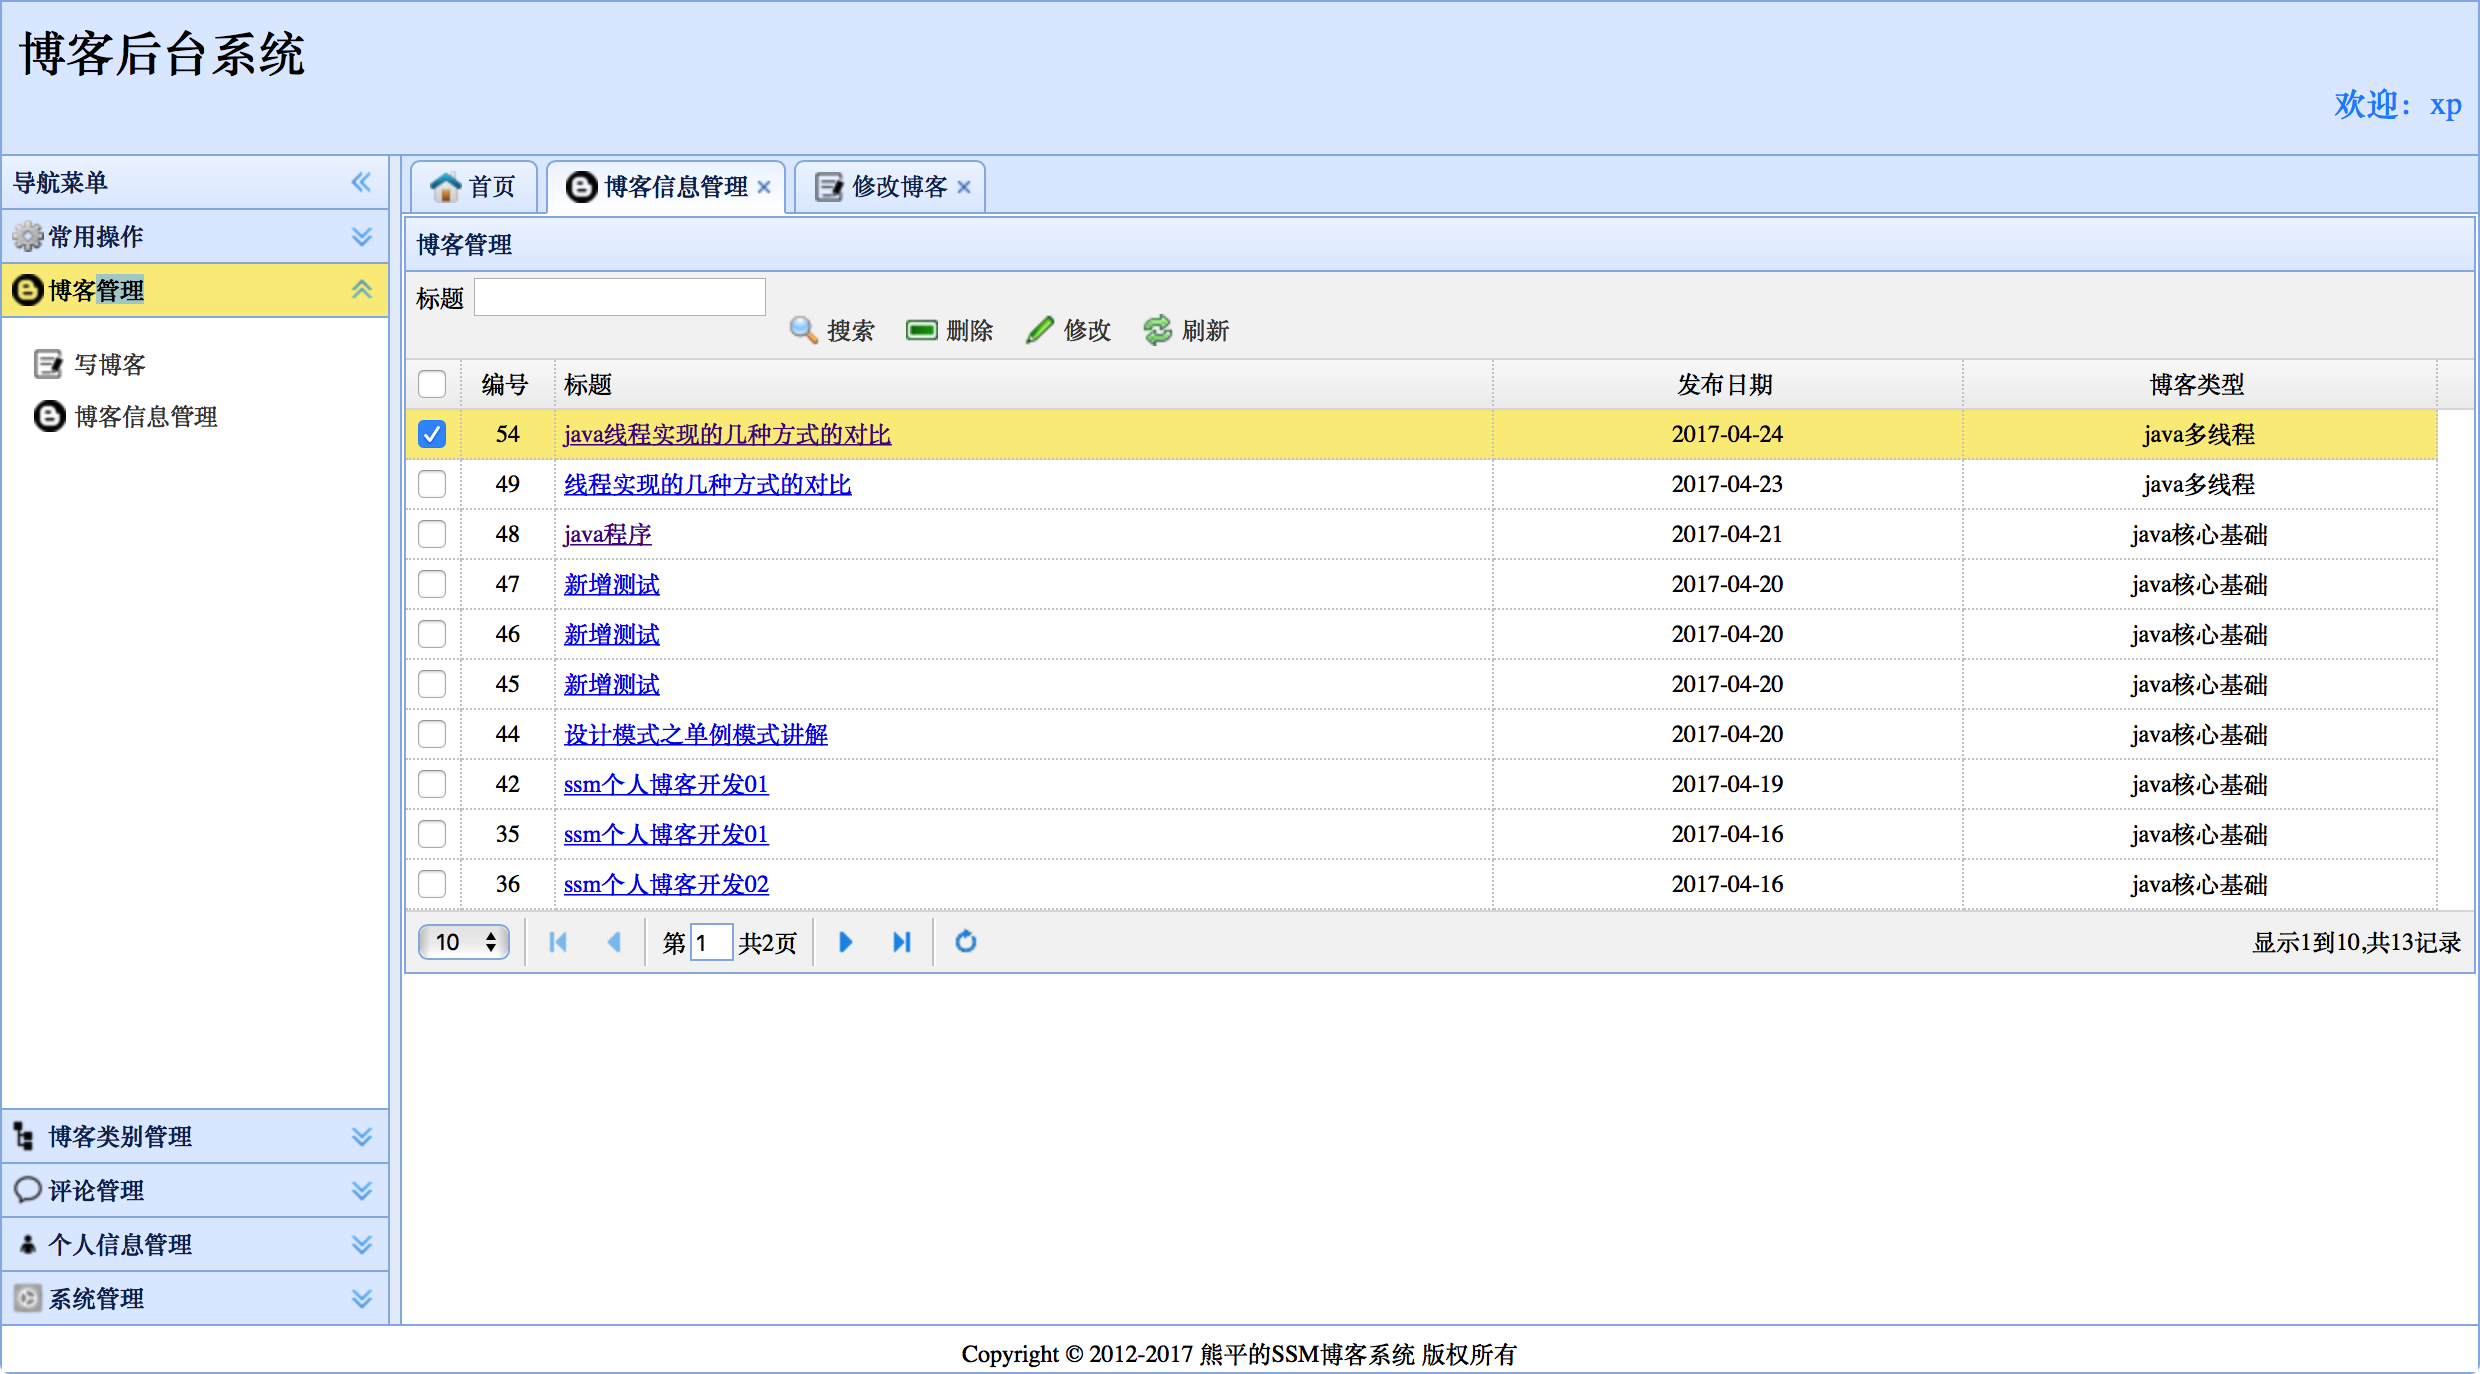 博客后台系统
欢迎：xp
导航菜单
常用操作
博客管理
写博客
博客信息管理
博客类别管理
评论管理
个人信息管理
系统管理
首页 博客信息管理 修改博客
博客管理
标题
搜索 删除 修改 刷新
编号 标题 发布日期 博客类型
54 java线程实现的几种方式的对比 2017-04-24 java多线程
49 线程实现的几种方式的对比 2017-04-23 java多线程
48 java程序 2017-04-21 java核心基础
47 新增测试 2017-04-20 java核心基础
46 新增测试 2017-04-20 java核心基础
45 新增测试 2017-04-20 java核心基础
44 设计模式之单例模式讲解 2017-04-20 java核心基础
42 ssm个人博客开发01 2017-04-19 java核心基础
35 ssm个人博客开发01 2017-04-16 java核心基础
36 ssm个人博客开发02 2017-04-16 java核心基础
10 第 1 共2页 显示1到10,共13记录
Copyright © 2012-2017 熊平的SSM博客系统 版权所有